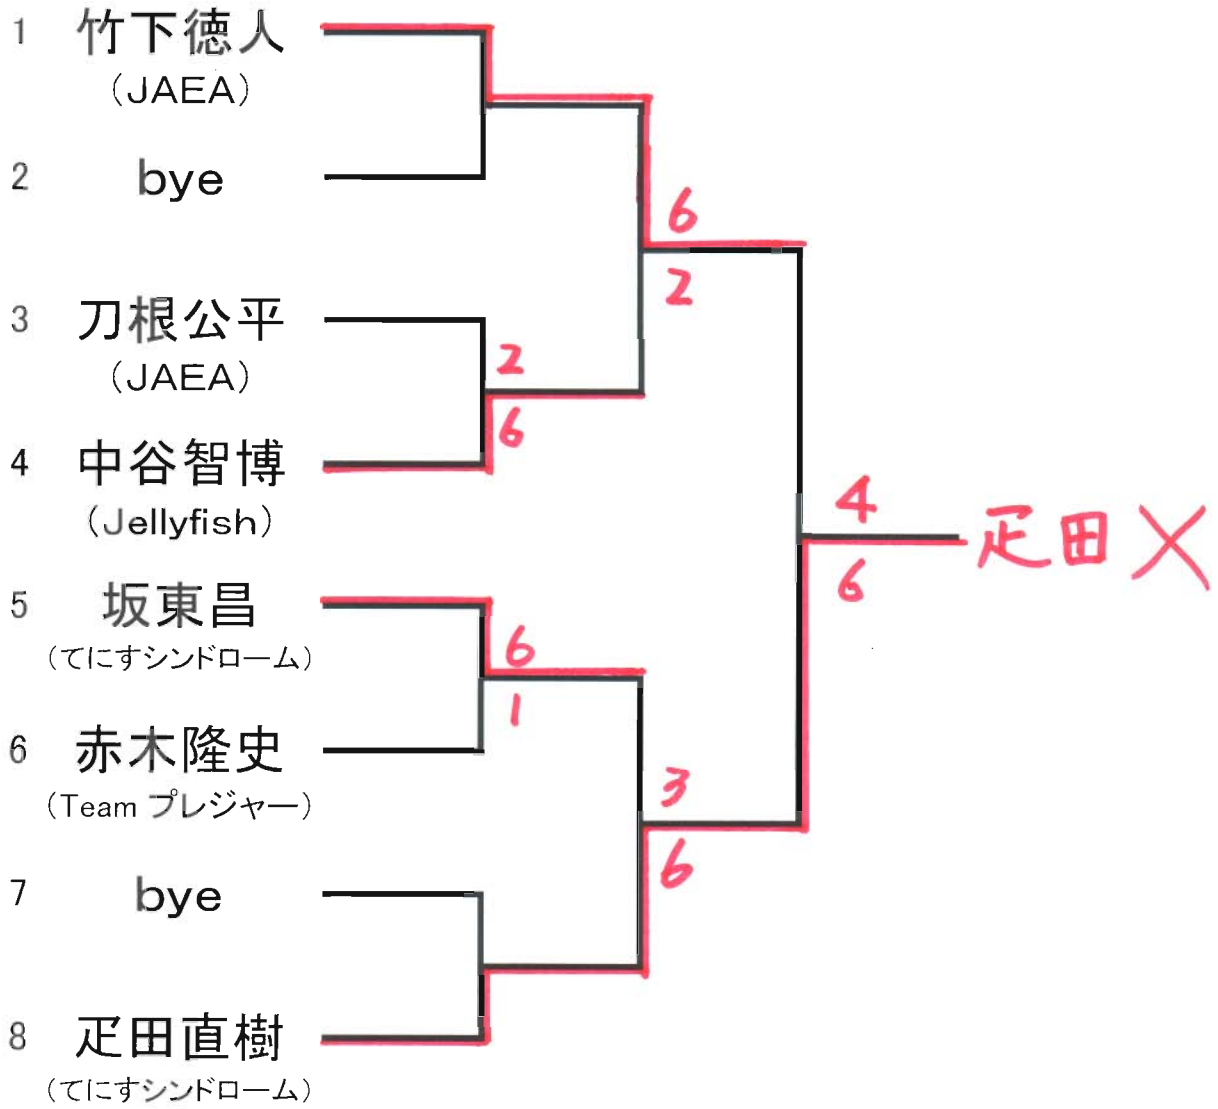 1 竹下徳人
（JAEA）
2 bye
6
2
3 刀根公平
（JAEA）
2
6
4 中谷智博
（Jellyfish）
4
6
疋田 X
5 坂東昌
（てにすシンドローム）
6
1
6 赤木隆史
（Team プレジャー）
3
6
7 bye
8 疋田直樹
（てにすシンドローム）